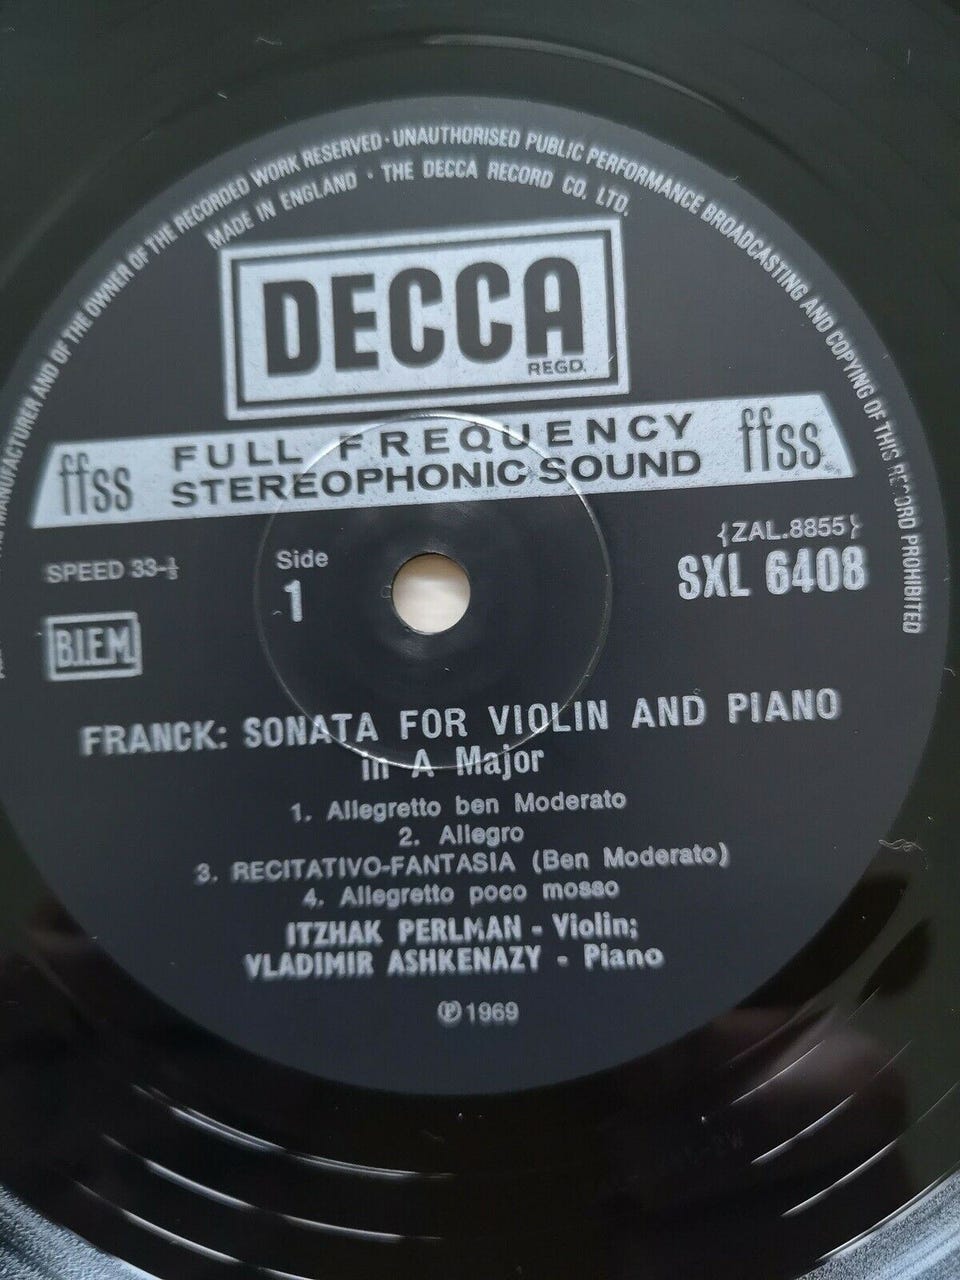 MANUFACTURER AND OF THE OWNER OF THE RECORDED WORK RESERVED · UNAUTHORISED PUBLIC PERFORMANCE BROADCASTING AND COPYING OF THIS RECORD PROHIBITED
MADE IN ENGLAND · THE DECCA RECORD CO. LTD.
DECCA
REGD.
ffss FULL FREQUENCY ffss
STEREOPHONIC SOUND
{ZAL.8855}
SPEED 33-⅓ Side SXL 6408
1
B.I.E.M.
FRANCK: SONATA FOR VIOLIN AND PIANO
in A Major
1. Allegretto ben Moderato
2. Allegro
3. RECITATIVO-FANTASIA (Ben Moderato)
4. Allegretto poco mosso
ITZHAK PERLMAN - Violin;
VLADIMIR ASHKENAZY - Piano
℗ 1969